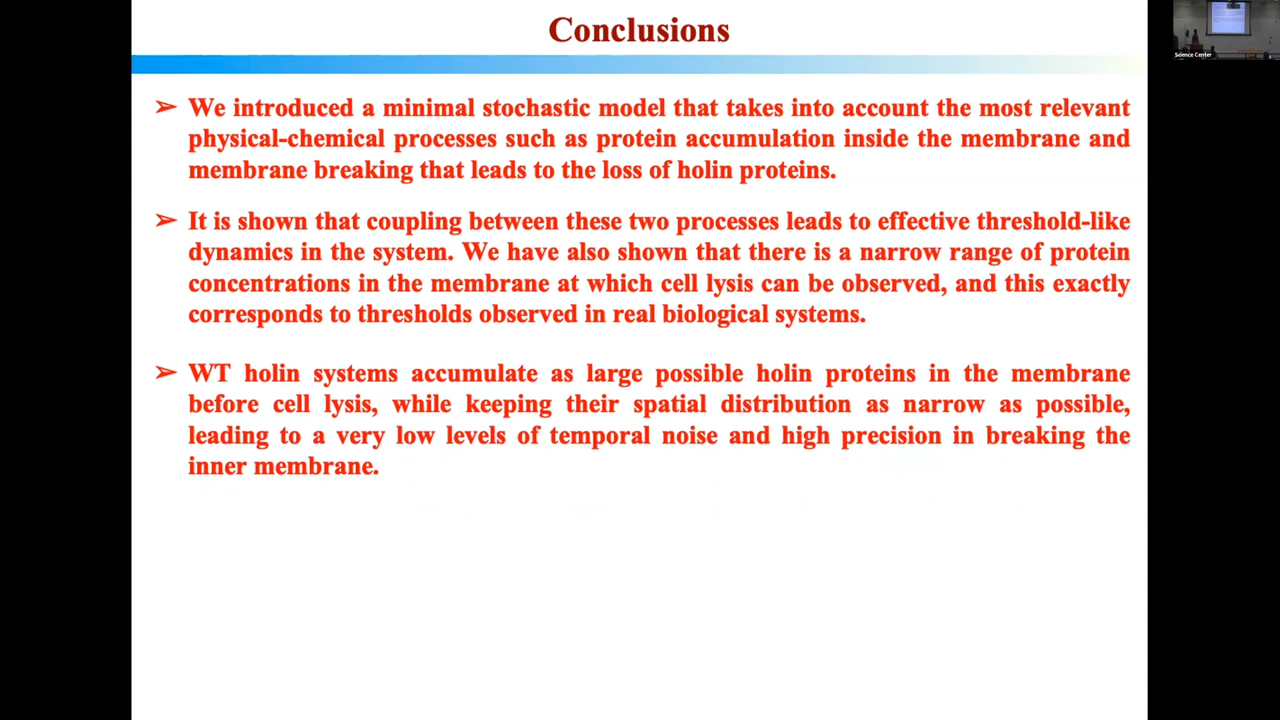 Conclusions
➢ We introduced a minimal stochastic model that takes into account the most relevant
physical-chemical processes such as protein accumulation inside the membrane and
membrane breaking that leads to the loss of holin proteins.
➢ It is shown that coupling between these two processes leads to effective threshold-like
dynamics in the system. We have also shown that there is a narrow range of protein
concentrations in the membrane at which cell lysis can be observed, and this exactly
corresponds to thresholds observed in real biological systems.
➢ WT holin systems accumulate as large possible holin proteins in the membrane
before cell lysis, while keeping their spatial distribution as narrow as possible,
leading to a very low levels of temporal noise and high precision in breaking the
inner membrane.
Science Center